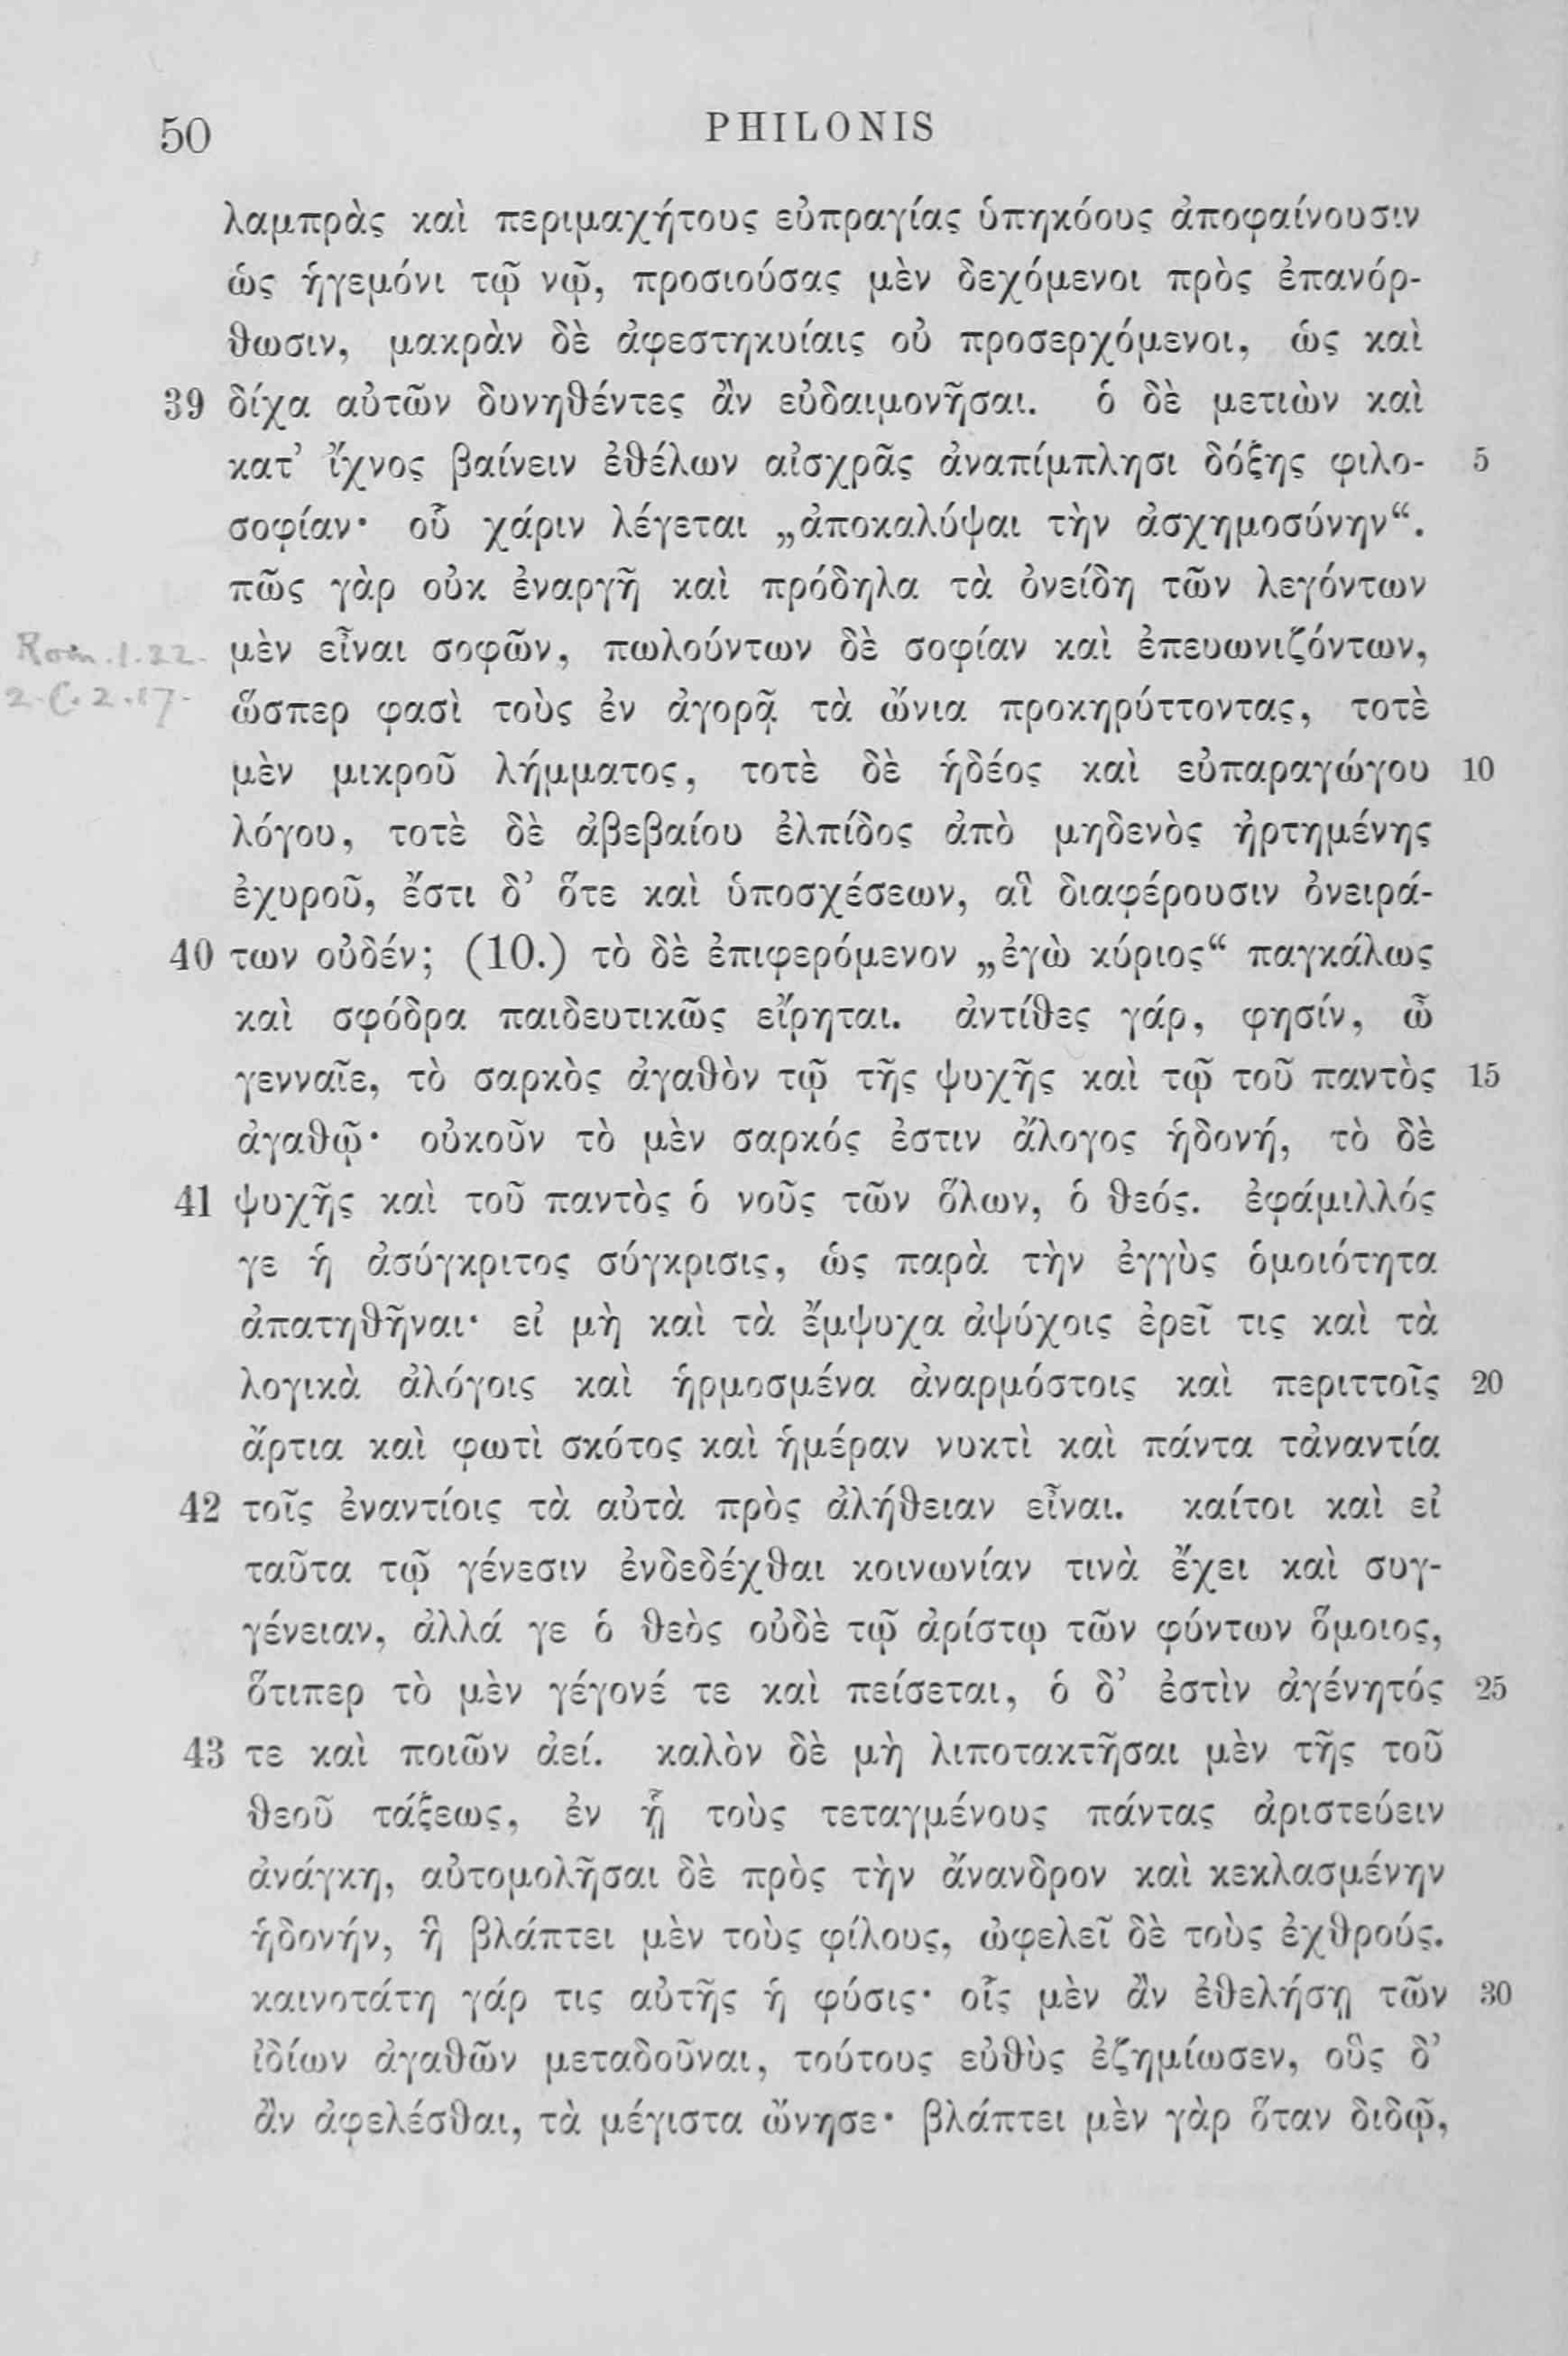 50 PHILONIS
λαμπρὰς καὶ περιμαχήτους εὐπραγίας ὑπηκόους ἀποφαίνουσιν
ὡς ἡγεμόνι τῷ νῷ, προσιούσας μὲν δεχόμενοι πρὸς ἐπανόρ-
θωσιν, μακρὰν δὲ ἀφεστηκυίαις οὐ προσερχόμενοι, ὡς καὶ
39 δίχα αὐτῶν δυνηθέντες ἂν εὐδαιμονῆσαι. ὁ δὲ μετιὼν καὶ
κατ’ ἴχνος βαίνειν ἐθέλων αἰσχρᾶς ἀναπίμπλησι δόξης φιλο- 5
σοφίαν· οὗ χάριν λέγεται „ἀποκαλύψαι τὴν ἀσχημοσύνην“.
πῶς γὰρ οὐκ ἐναργῆ καὶ πρόδηλα τὰ ὀνείδη τῶν λεγόντων
Rom. 1. 22. μὲν εἶναι σοφῶν, πωλούντων δὲ σοφίαν καὶ ἐπευωνιζόντων,
2. C. 2. 17. ὥσπερ φασὶ τοὺς ἐν ἀγορᾷ τὰ ὤνια προκηρύττοντας, τοτὲ
μὲν μικροῦ λήμματος, τοτὲ δὲ ἡδέος καὶ εὐπαραγώγου 10
λόγου, τοτὲ δὲ ἀβεβαίου ἐλπίδος ἀπὸ μηδενὸς ἠρτημένης
ἐχυροῦ, ἔστι δ’ ὅτε καὶ ὑποσχέσεων, αἳ διαφέρουσιν ὀνειρά-
40 των οὐδέν; (10.) τὸ δὲ ἐπιφερόμενον „ἐγὼ κύριος“ παγκάλως
καὶ σφόδρα παιδευτικῶς εἴρηται. ἀντίθες γάρ, φησίν, ὦ
γενναῖε, τὸ σαρκὸς ἀγαθὸν τῷ τῆς ψυχῆς καὶ τῷ τοῦ παντὸς 15
ἀγαθῷ· οὐκοῦν τὸ μὲν σαρκός ἐστιν ἄλογος ἡδονή, τὸ δὲ
41 ψυχῆς καὶ τοῦ παντὸς ὁ νοῦς τῶν ὅλων, ὁ θεός. ἐφάμιλλός
γε ἡ ἀσύγκριτος σύγκρισις, ὡς παρὰ τὴν ἐγγὺς ὁμοιότητα
ἀπατηθῆναι· εἰ μὴ καὶ τὰ ἔμψυχα ἀψύχοις ἐρεῖ τις καὶ τὰ
λογικὰ ἀλόγοις καὶ ἡρμοσμένα ἀναρμόστοις καὶ περιττοῖς 20
ἄρτια καὶ φωτὶ σκότος καὶ ἡμέραν νυκτὶ καὶ πάντα τἀναντία
42 τοῖς ἐναντίοις τὰ αὐτὰ πρὸς ἀλήθειαν εἶναι. καίτοι καὶ εἰ
ταῦτα τῷ γένεσιν ἐνδεδέχθαι κοινωνίαν τινὰ ἔχει καὶ συγ-
γένειαν, ἀλλά γε ὁ θεὸς οὐδὲ τῷ ἀρίστῳ τῶν φύντων ὅμοιος,
ὅτιπερ τὸ μὲν γέγονέ τε καὶ πείσεται, ὁ δ’ ἐστὶν ἀγένητός 25
43 τε καὶ ποιῶν ἀεί. καλὸν δὲ μὴ λιποτακτῆσαι μὲν τῆς τοῦ
θεοῦ τάξεως, ἐν ᾗ τοὺς τεταγμένους πάντας ἀριστεύειν
ἀνάγκη, αὐτομολῆσαι δὲ πρὸς τὴν ἄνανδρον καὶ κεκλασμένην
ἡδονήν, ἣ βλάπτει μὲν τοὺς φίλους, ὠφελεῖ δὲ τοὺς ἐχθρούς.
καινοτάτη γάρ τις αὐτῆς ἡ φύσις· οἷς μὲν ἂν ἐθελήσῃ τῶν 30
ἰδίων ἀγαθῶν μεταδοῦναι, τούτους εὐθὺς ἐζημίωσεν, οὓς δ’
ἂν ἀφελέσθαι, τὰ μέγιστα ὤνησε· βλάπτει μὲν γὰρ ὅταν διδῷ,